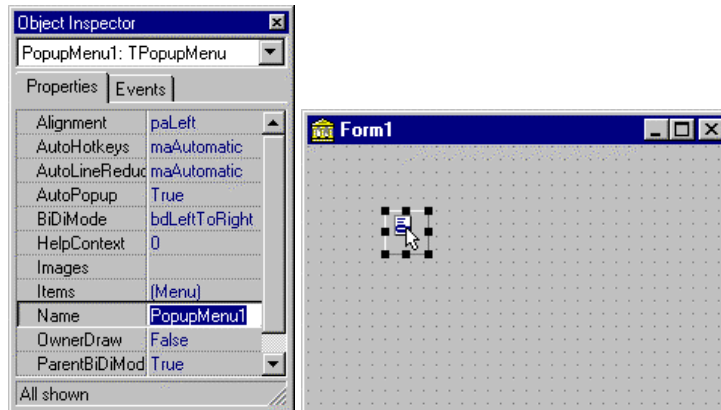 Object Inspector
PopupMenu1: TPopupMenu
Properties Events
Alignment paLeft
AutoHotkeys maAutomatic
AutoLineReduc maAutomatic
AutoPopup True
BiDiMode bdLeftToRight
HelpContext 0
Images
Items (Menu)
Name PopupMenu1
OwnerDraw False
ParentBiDiMod True
All shown
Form1